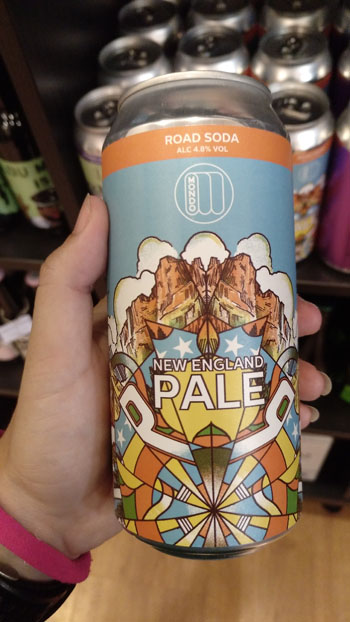 ROAD SODA
ALC 4.8% VOL
MONDO
NEW ENGLAND
PALE